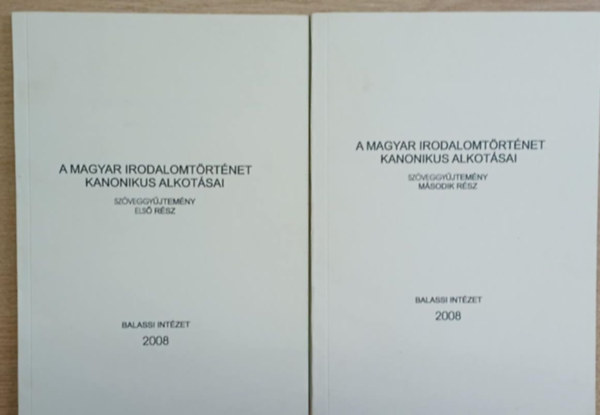 A MAGYAR IRODALOMTÖRTÉNET
KANONIKUS ALKOTÁSAI
SZÖVEGGYŰJTEMÉNY
ELSŐ RÉSZ
BALASSI INTÉZET
2008
A MAGYAR IRODALOMTÖRTÉNET
KANONIKUS ALKOTÁSAI
SZÖVEGGYŰJTEMÉNY
MÁSODIK RÉSZ
BALASSI INTÉZET
2008